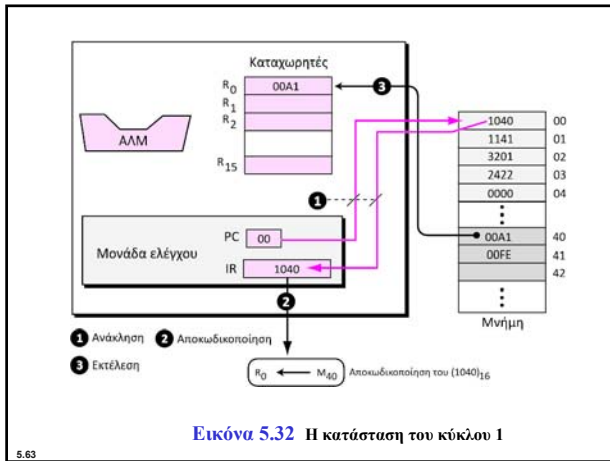 Καταχωρητές
R0 00A1
R1
R2
R15
ΑΛΜ
3
1
1040 00
1141 01
3201 02
2422 03
0000 04
00A1 40
00FE 41
42
Μνήμη
Μονάδα ελέγχου
PC 00
IR 1040
2
1 Ανάκληση 2 Αποκωδικοποίηση
3 Εκτέλεση
R0 ← M40 Αποκωδικοποίηση του (1040)16
Εικόνα 5.32 Η κατάσταση του κύκλου 1
5.63